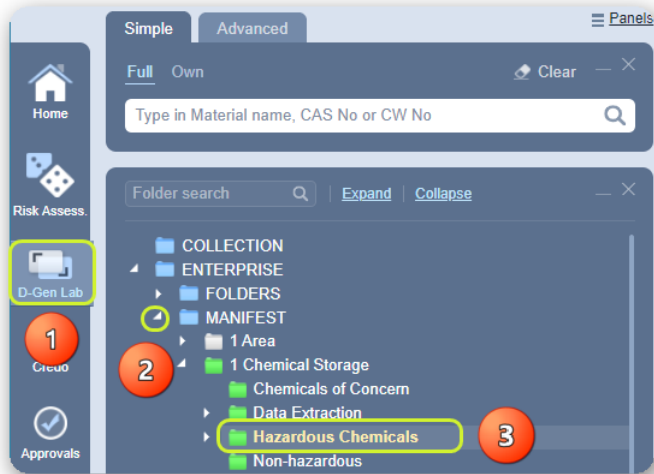 Panels
Simple
Advanced
Full Own
Clear
Type in Material name, CAS No or CW No
Home
Risk Assess.
D-Gen Lab
1
Credo
Approvals
Folder search
Expand
Collapse
COLLECTION
ENTERPRISE
FOLDERS
MANIFEST
1 Area
2
1 Chemical Storage
Chemicals of Concern
Data Extraction
Hazardous Chemicals
3
Non-hazardous